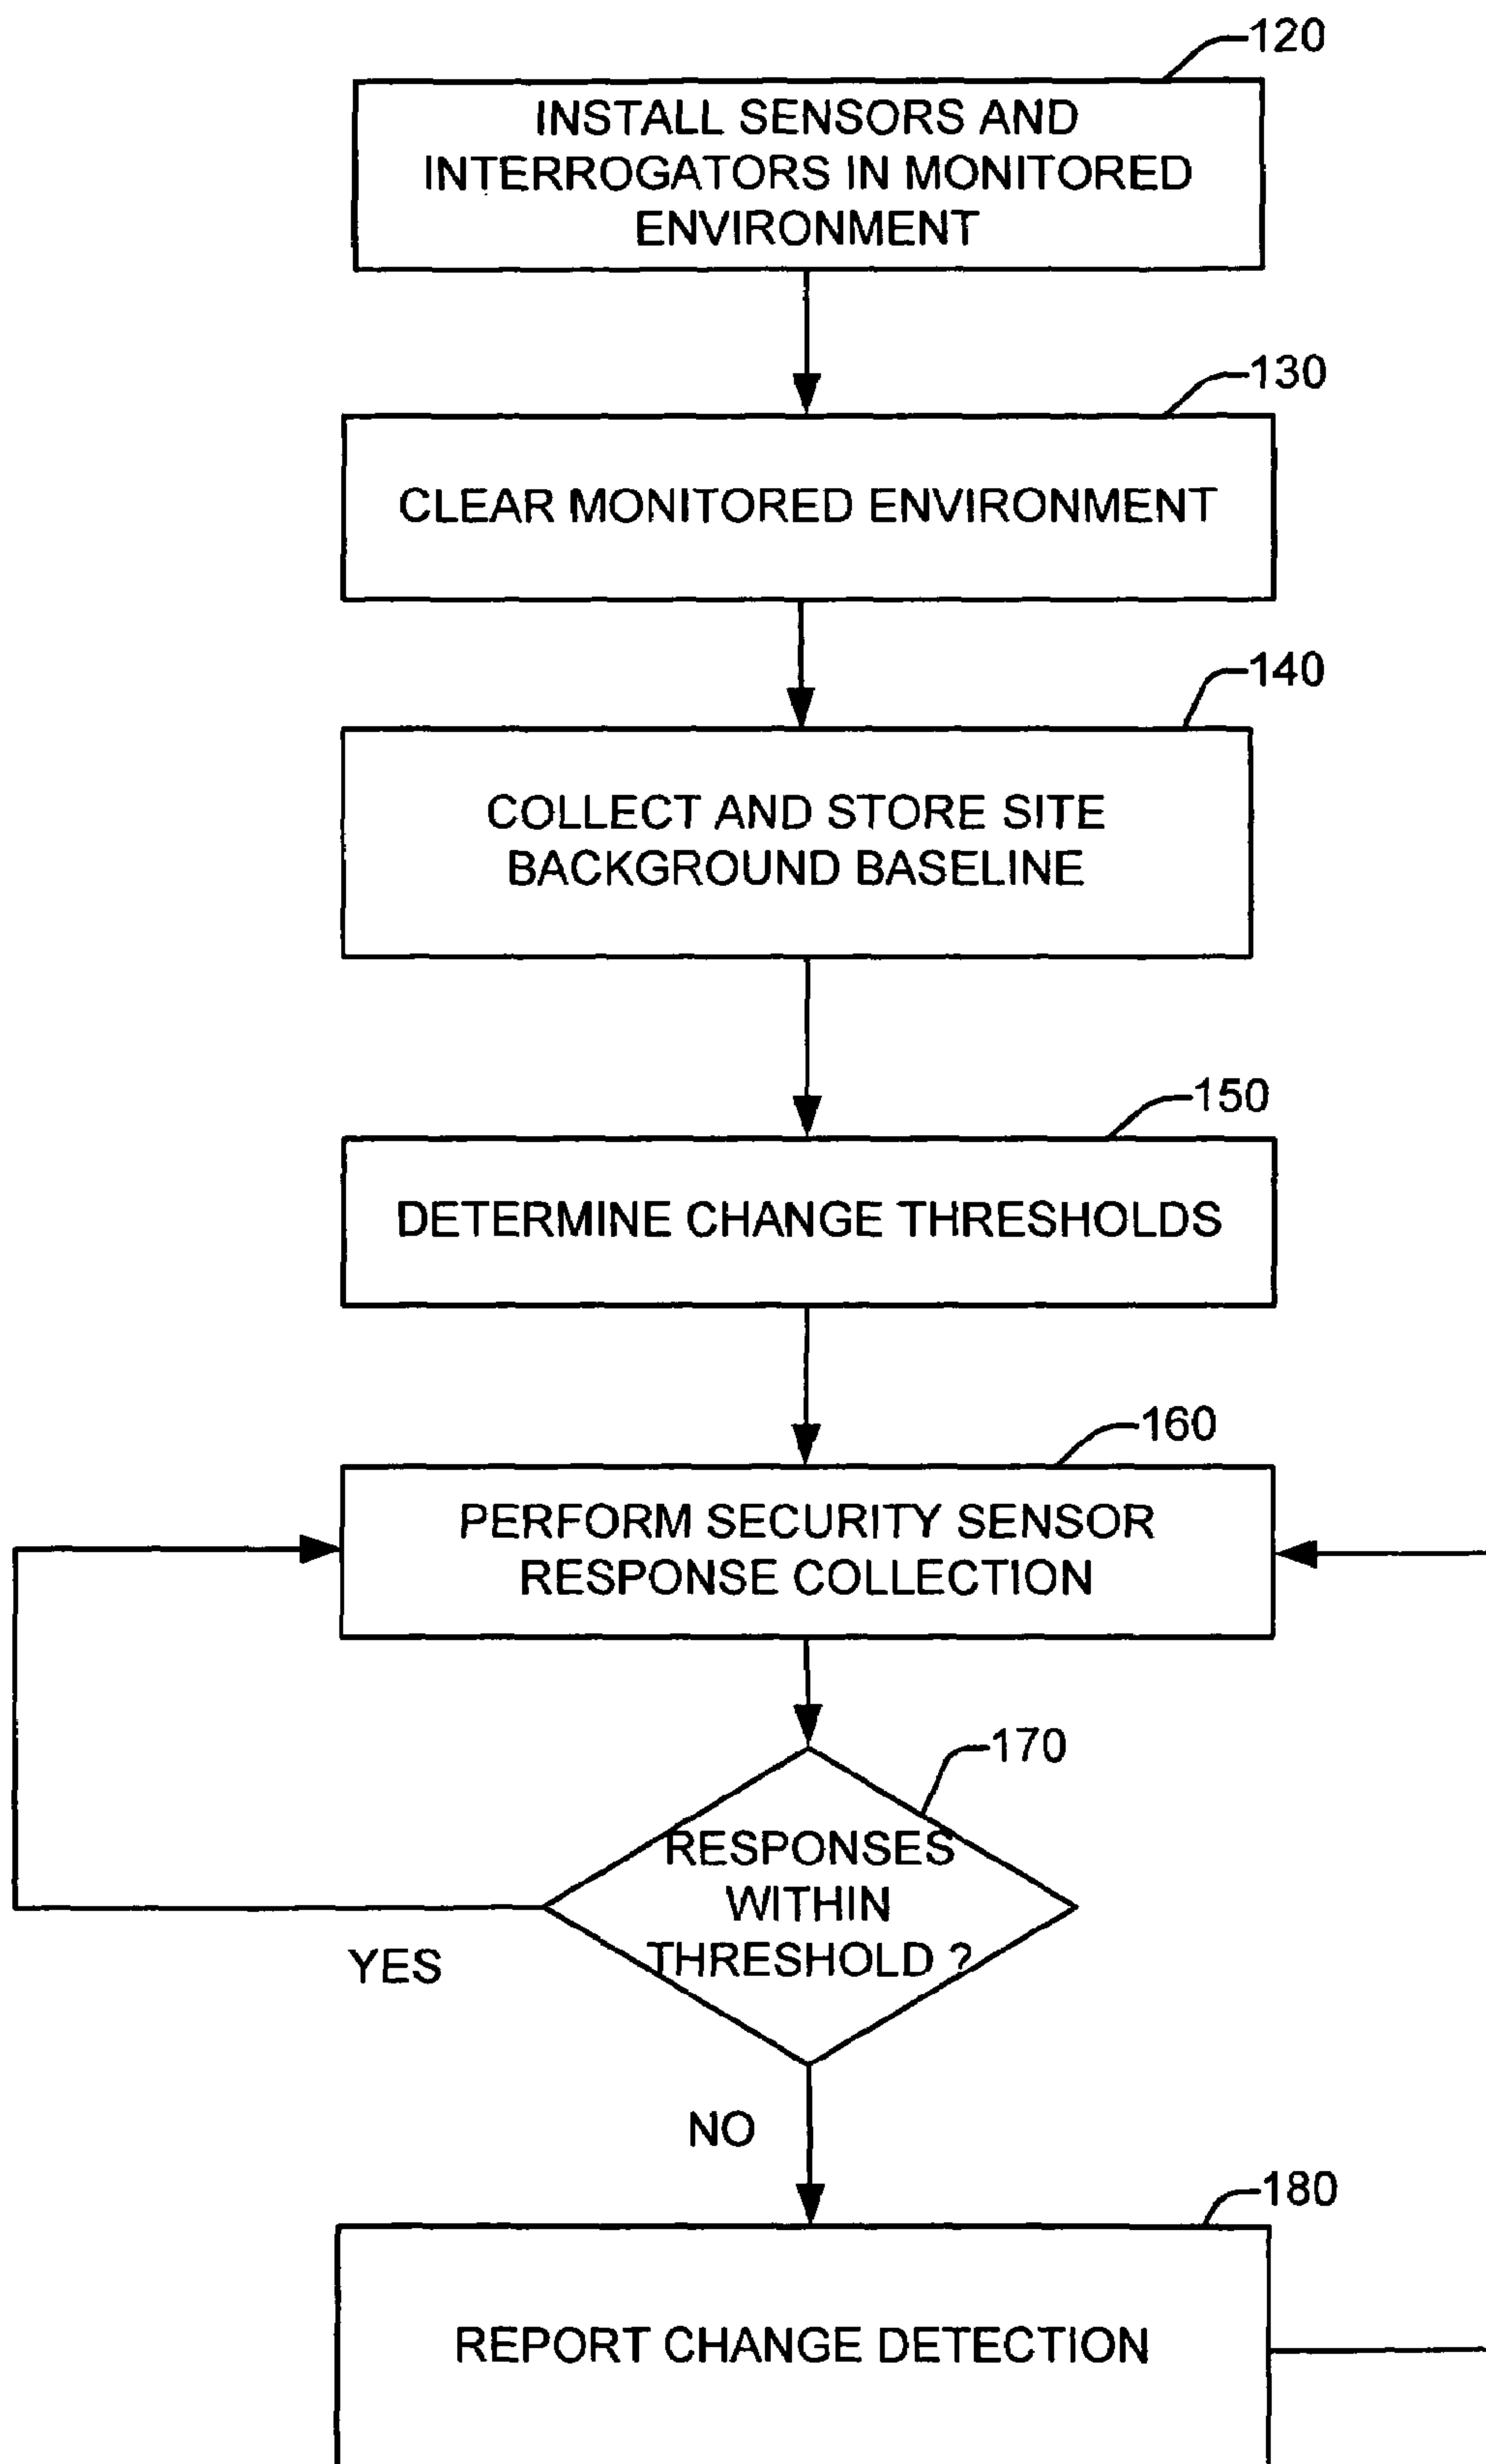 120
INSTALL SENSORS AND
INTERROGATORS IN MONITORED
ENVIRONMENT
130
CLEAR MONITORED ENVIRONMENT
140
COLLECT AND STORE SITE
BACKGROUND BASELINE
150
DETERMINE CHANGE THRESHOLDS
160
PERFORM SECURITY SENSOR
RESPONSE COLLECTION
170
RESPONSES
WITHIN
THRESHOLD ?
YES
NO
180
REPORT CHANGE DETECTION